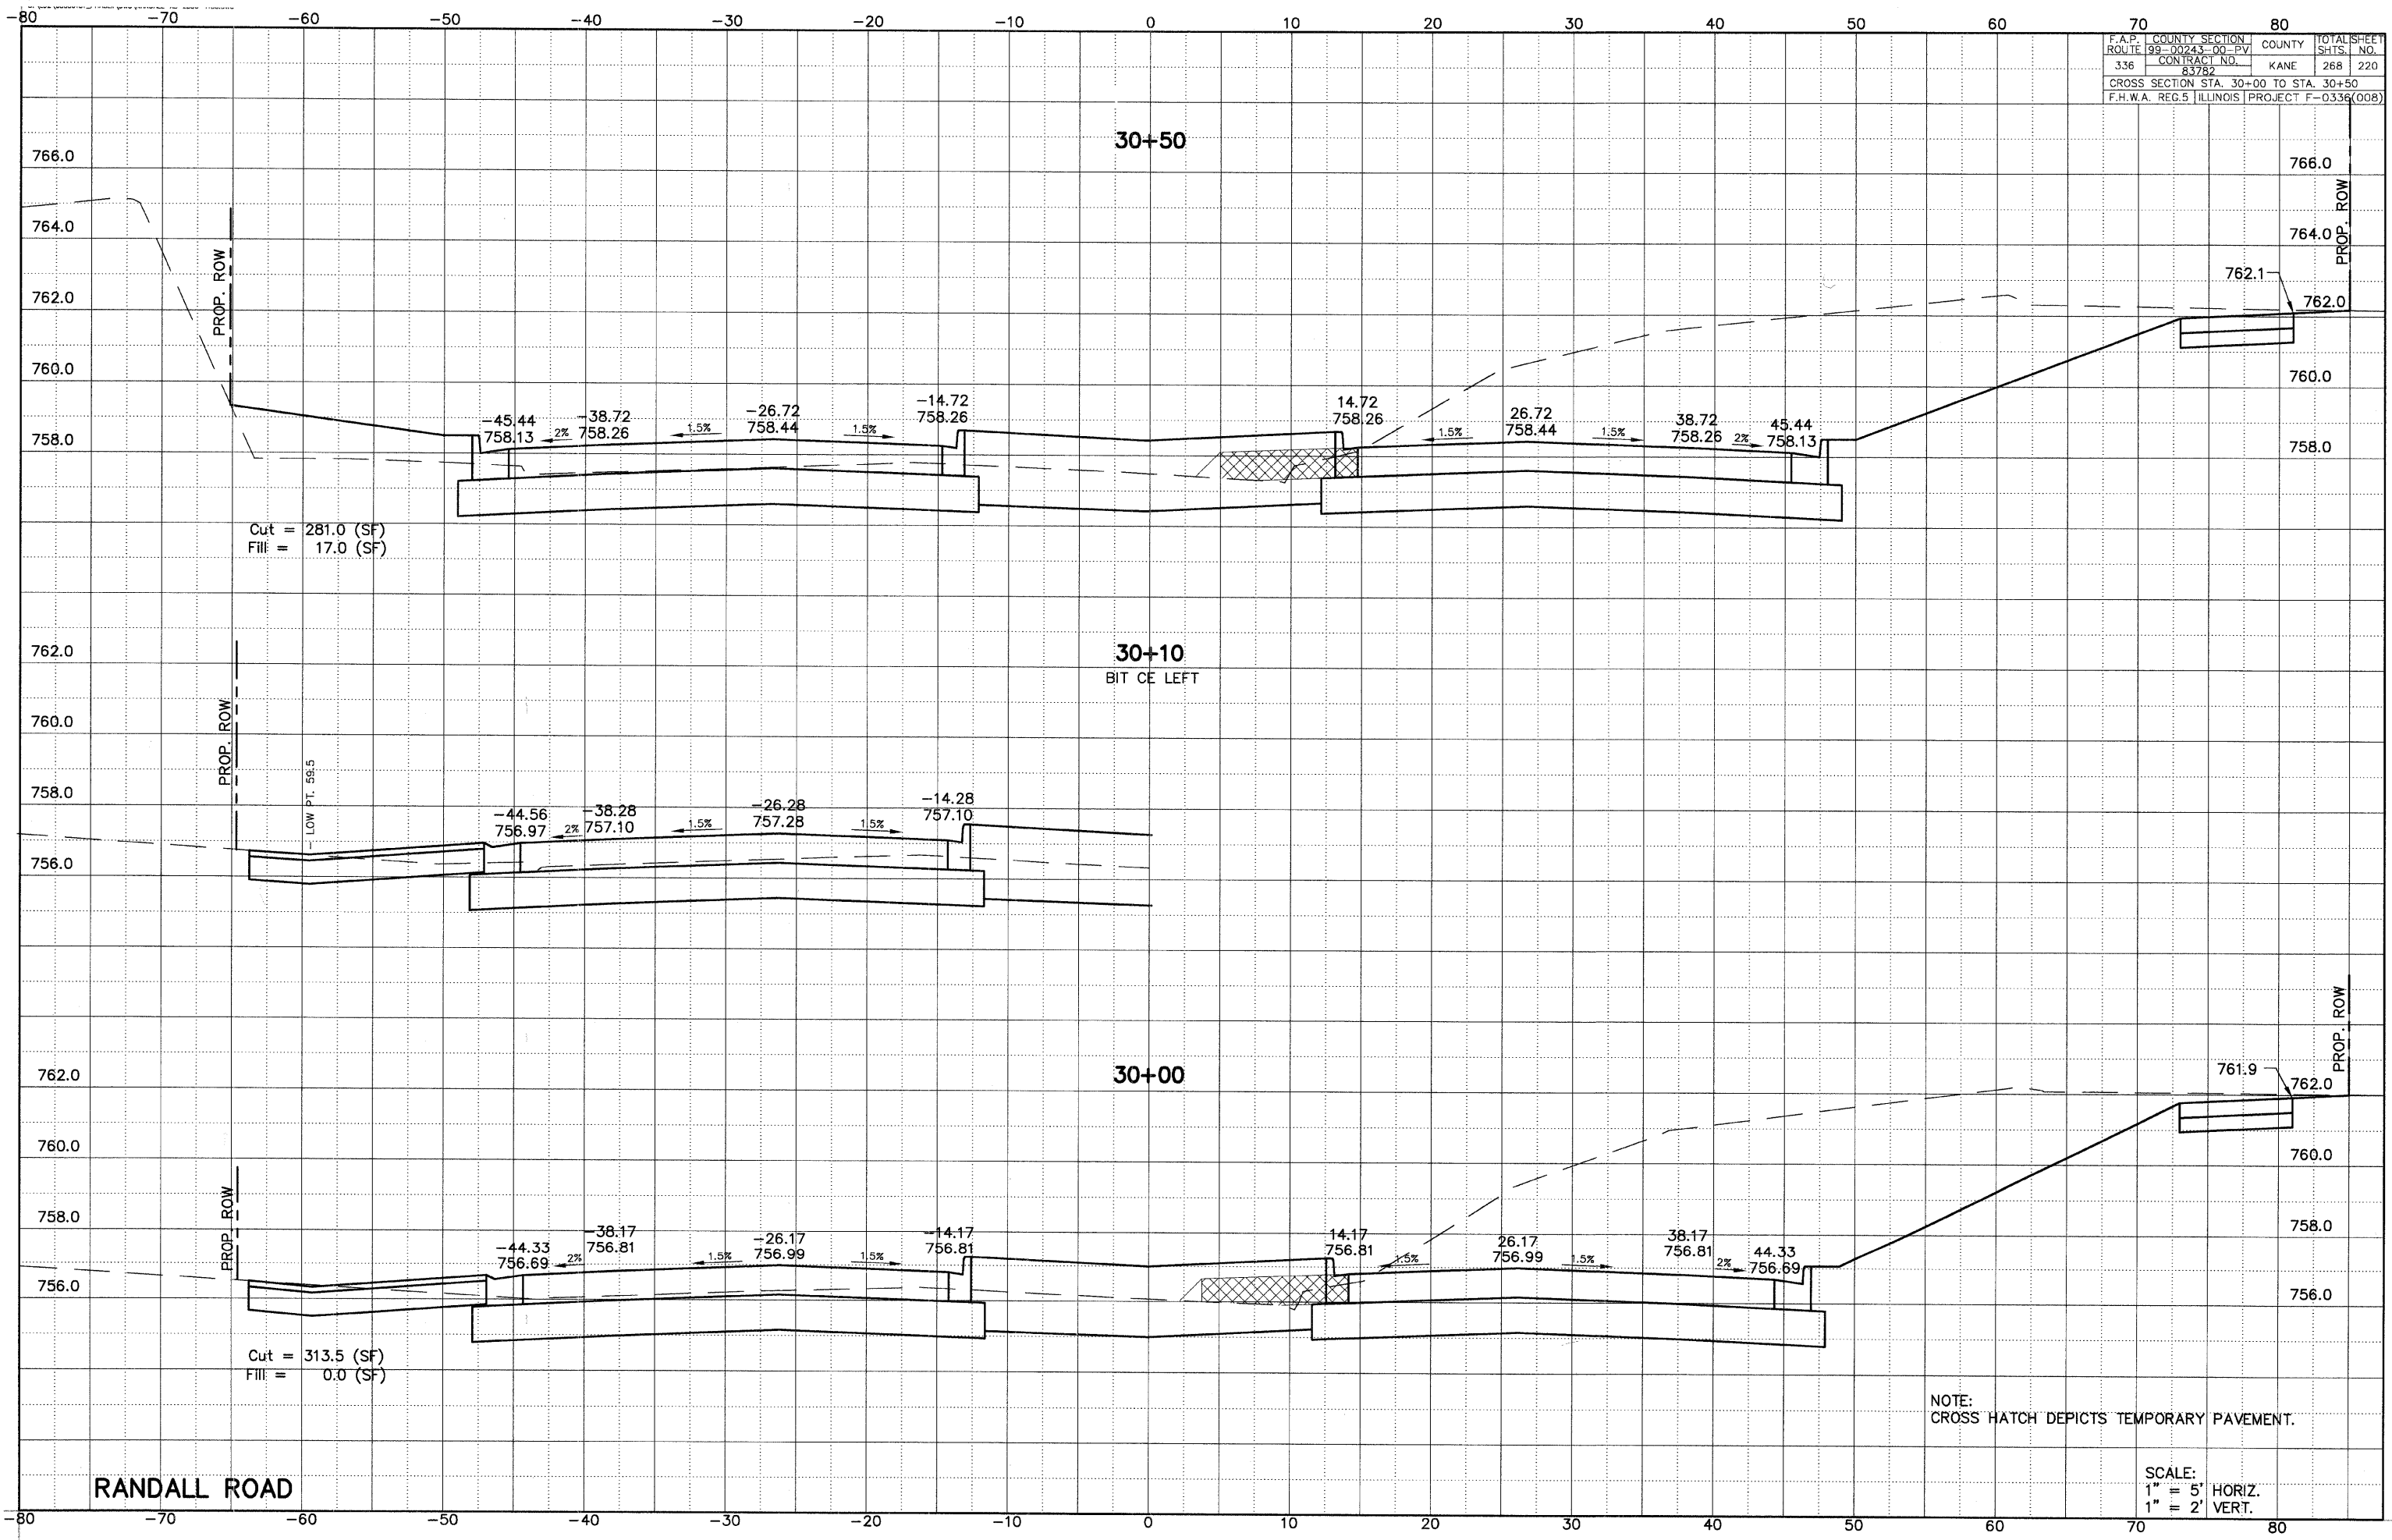 -80 -70 -60 -50 -40 -30 -20 -10 0 10 20 30 40 50 60 70 80
F.A.P. ROUTE COUNTY SECTION COUNTY TOTAL SHTS. SHEET NO.
336 99-00243-00-PV KANE 268 220
CONTRACT NO. 83782
CROSS SECTION STA. 30+00 TO STA. 30+50
F.H.W.A. REG.5 ILLINOIS PROJECT F-0336(008)
30+50
766.0 766.0
764.0 764.0
762.0 762.0
760.0 760.0
758.0 758.0
PROP. ROW
PROP. ROW
762.1
-45.44 -38.72 -26.72 -14.72 14.72 26.72 38.72 45.44
758.13 758.26 758.44 758.26 758.26 758.44 758.26 758.13
2% 1.5% 1.5% 1.5% 1.5% 2%
Cut = 281.0 (SF)
Fill = 17.0 (SF)
30+10
BIT CE LEFT
762.0
760.0
758.0
756.0
PROP. ROW
LOW PT. 59.5
-44.56 -38.28 -26.28 -14.28
756.97 757.10 757.28 757.10
2% 1.5% 1.5%
30+00
762.0 762.0
760.0 760.0
758.0 758.0
756.0 756.0
PROP. ROW
PROP. ROW
761.9
-44.33 -38.17 -26.17 -14.17 14.17 26.17 38.17 44.33
756.69 756.81 756.99 756.81 756.81 756.99 756.81 756.69
2% 1.5% 1.5% 1.5% 1.5% 2%
Cut = 313.5 (SF)
Fill = 0.0 (SF)
NOTE:
CROSS HATCH DEPICTS TEMPORARY PAVEMENT.
RANDALL ROAD
SCALE:
1" = 5' HORIZ.
1" = 2' VERT.
-80 -70 -60 -50 -40 -30 -20 -10 0 10 20 30 40 50 60 70 80